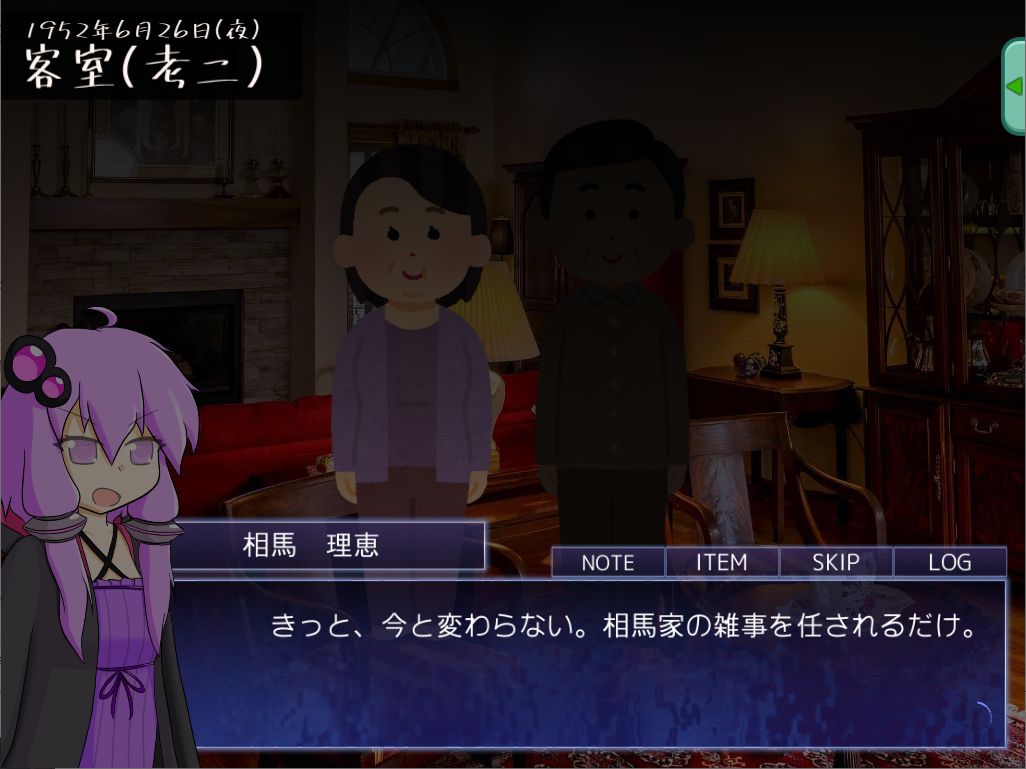 1952年6月26日(夜)
客室(考二)
相馬　理恵
NOTE ITEM SKIP LOG
きっと、今と変わらない。相馬家の雑事を任されるだけ。